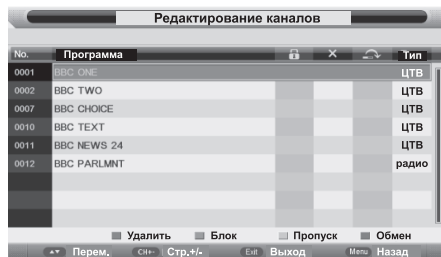 Редактирование каналов
No. Программа Тип
0001 BBC ONE ЦТВ
0002 BBC TWO ЦТВ
0007 BBC CHOICE ЦТВ
0010 BBC TEXT ЦТВ
0011 BBC NEWS 24 ЦТВ
0012 BBC PARLMNT радио
Удалить Блок Пропуск Обмен
Перем. CH+- Стр.+/- Exit Выход Menu Назад